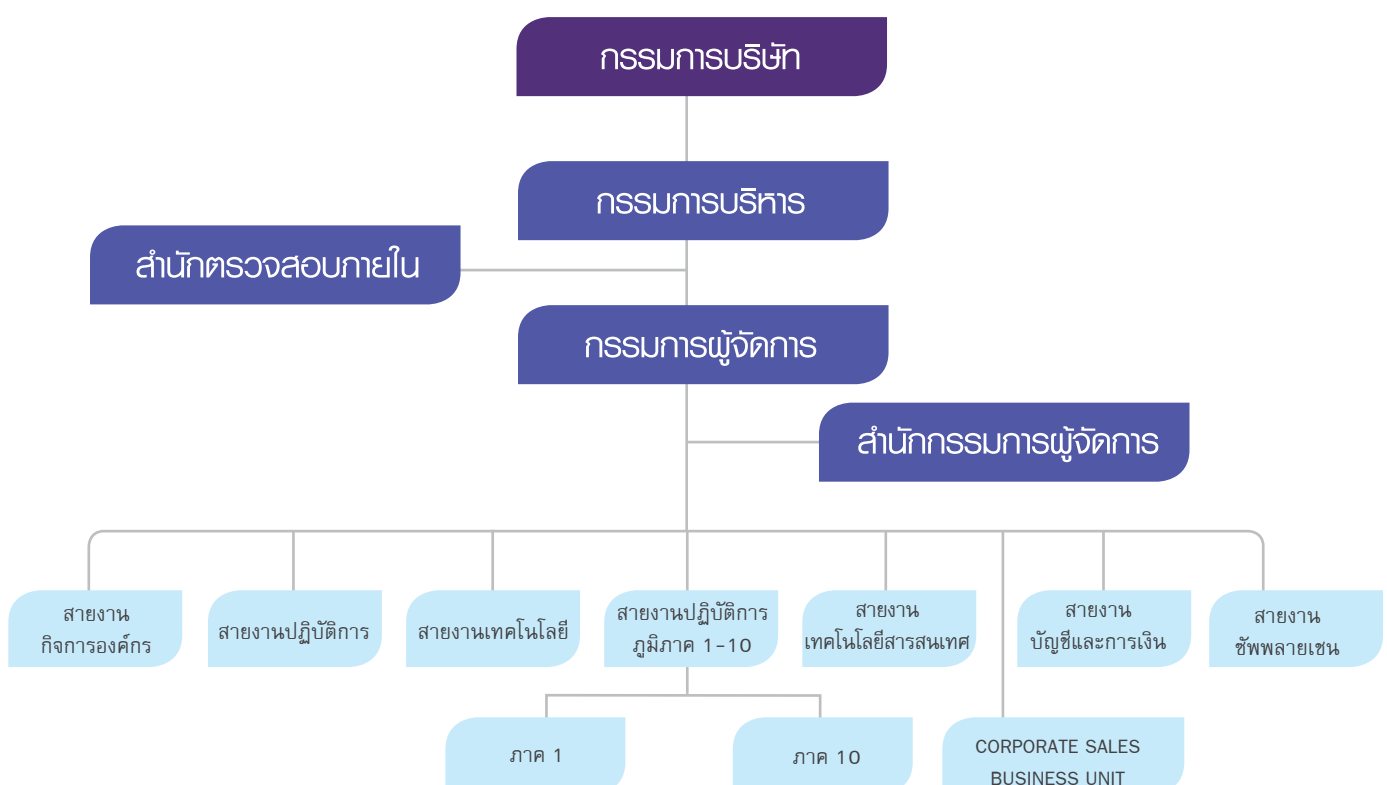 กรรมการบริษัท
กรรมการบริหาร
สำนักตรวจสอบภายใน
กรรมการผู้จัดการ
สำนักกรรมการผู้จัดการ
สายงาน
กิจการองค์กร
สายงานปฏิบัติการ
สายงานเทคโนโลยี
สายงานปฏิบัติการ
ภูมิภาค 1-10
สายงาน
เทคโนโลยีสารสนเทศ
สายงาน
บัญชีและการเงิน
สายงาน
ซัพพลายเชน
ภาค 1
ภาค 10
CORPORATE SALES
BUSINESS UNIT